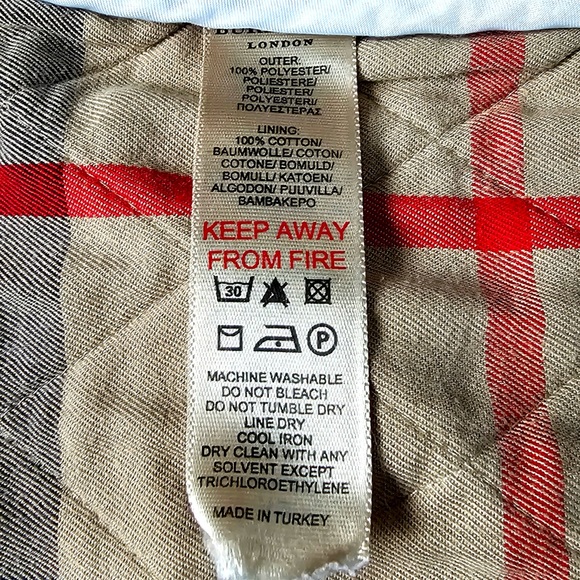 LONDON
OUTER:
100% POLYESTER/
POLIESTERE/
POLIESTER/
POLYESTERI/
ΠΟΛΥΕΣΤΕΡΑΣ
LINING:
100% COTTON/
BAUMWOLLE/ COTON/
COTONE/ BOMULD/
BOMULL/ KATOEN/
ALGODON/ PUUVILLA/
BAMBAKEPO
KEEP AWAY
FROM FIRE
30
P
MACHINE WASHABLE
DO NOT BLEACH
DO NOT TUMBLE DRY
LINE DRY
COOL IRON
DRY CLEAN WITH ANY
SOLVENT EXCEPT
TRICHLOROETHYLENE
MADE IN TURKEY